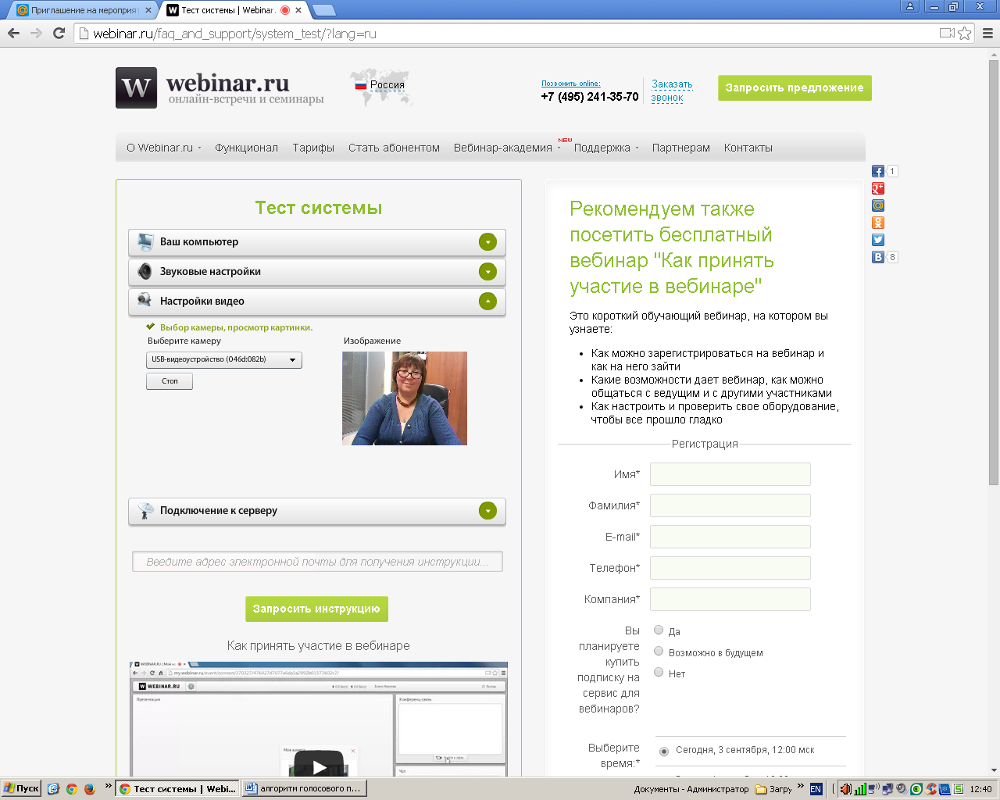 Приглашение на мероприят
Тест системы | Webinar.
webinar.ru/faq_and_support/system_test/?lang=ru
W webinar.ru
онлайн-встречи и семинары
Россия
Позвонить online:
+7 (495) 241-35-70
Заказать
звонок
Запросить предложение
О Webinar.ru
Функционал
Тарифы
Стать абонентом
Вебинар-академия
NEW
Поддержка
Партнерам
Контакты
1
8
Тест системы
Ваш компьютер
Звуковые настройки
Настройки видео
Выбор камеры, просмотр картинки.
Выберите камеру
Изображение
USB-видеоустройство (046d:082b)
Стоп
Подключение к серверу
Введите адрес электронной почты для получения инструкции...
Запросить инструкцию
Как принять участие в вебинаре
WEBINAR.RU
Презентация
Конференц-связь
Моя камера
Чат
Рекомендуем также
посетить бесплатный
вебинар "Как принять
участие в вебинаре"
Это короткий обучающий вебинар, на котором вы
узнаете:
• Как можно зарегистрироваться на вебинар и
как на него зайти
• Какие возможности дает вебинар, как можно
общаться с ведущим и с другими участниками
• Как настроить и проверить свое оборудование,
чтобы все прошло гладко
Регистрация
Имя*
Фамилия*
E-mail*
Телефон*
Компания*
Вы
планируете
купить
подписку на
сервис для
вебинаров?
Да
Возможно в будущем
Нет
Выберите
время:*
Сегодня, 3 сентября, 12:00 мск
Пуск
Тест системы | Webi...
алгоритм голосового п...
Документы - Администратор
Загру
EN
12:40